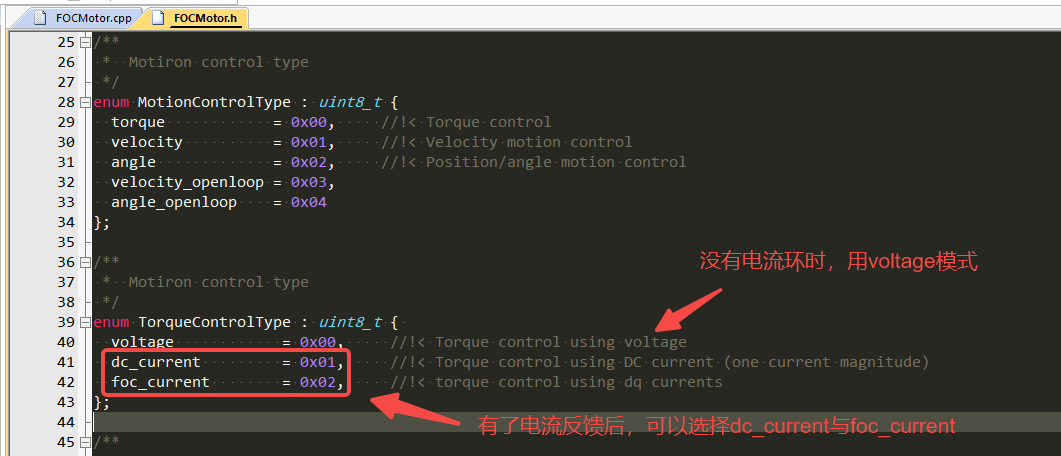 FOCMotor.cpp FOCMotor.h
25 /**
26 * Motiron control type
27 */
28 enum MotionControlType : uint8_t {
29 torque = 0x00, //!< Torque control
30 velocity = 0x01, //!< Velocity motion control
31 angle = 0x02, //!< Position/angle motion control
32 velocity_openloop = 0x03,
33 angle_openloop = 0x04
34 };
35
36 /**
没有电流环时，用voltage模式
37 * Motiron control type
38 */
39 enum TorqueControlType : uint8_t {
40 voltage = 0x00, //!< Torque control using voltage
41 dc_current = 0x01, //!< Torque control using DC current (one current magnitude)
42 foc_current = 0x02, //!< torque control using dq currents
43 };
44
有了电流反馈后，可以选择dc_current与foc_current
45 /**